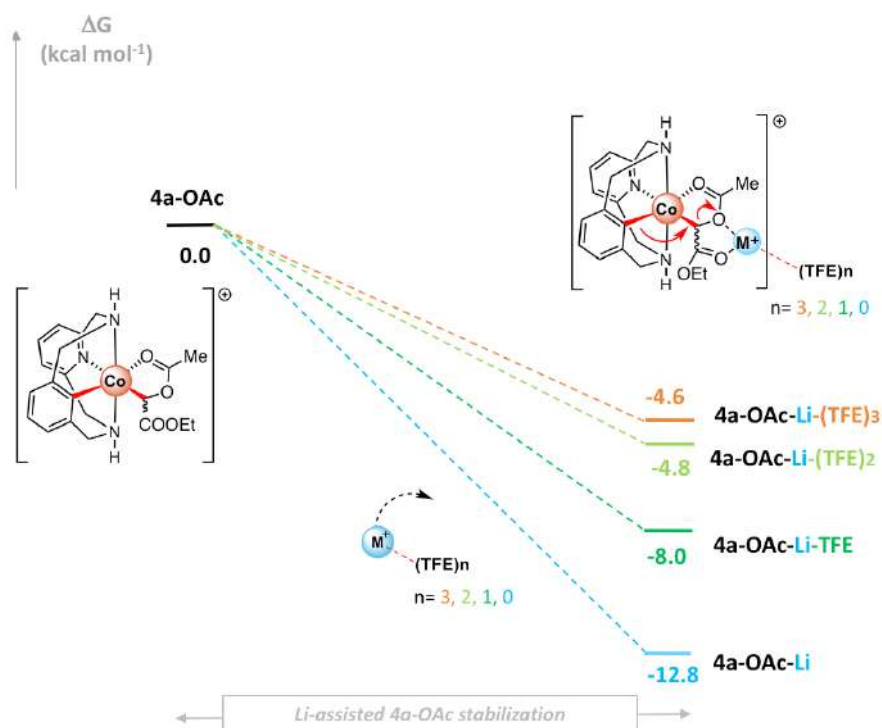 ΔG
(kcal mol⁻¹)
4a-OAc
0.0
H
N
N
O
Me
Co
O
N
COOEt
H
⊕
H
N
N
O
Me
Co
O
M⁺
O
N
OEt
H
(TFE)n
n= 3, 2, 1, 0
⊕
M⁺
(TFE)n
n= 3, 2, 1, 0
-4.6
4a-OAc-Li-(TFE)₃
-4.8
4a-OAc-Li-(TFE)₂
-8.0
4a-OAc-Li-TFE
-12.8
4a-OAc-Li
Li-assisted 4a-OAc stabilization